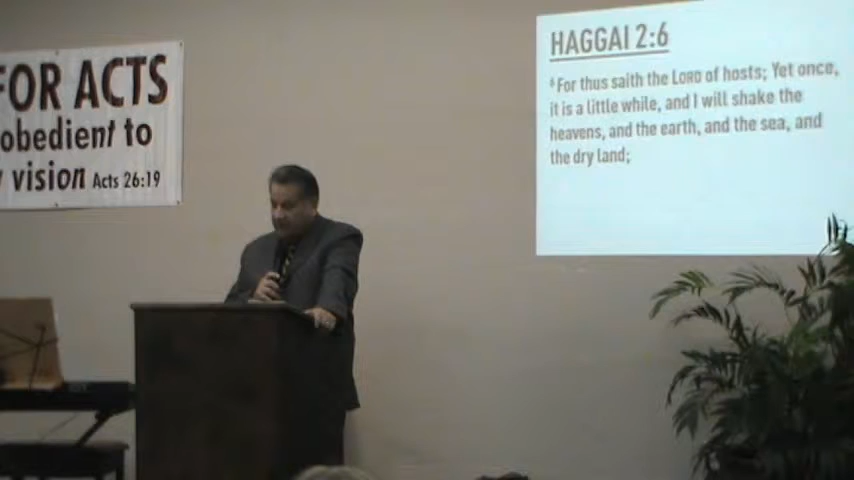 FOR ACTS
obedient to
vision Acts 26:19
HAGGAI 2:6
6 For thus saith the LORD of hosts; Yet once,
it is a little while, and I will shake the
heavens, and the earth, and the sea, and
the dry land;